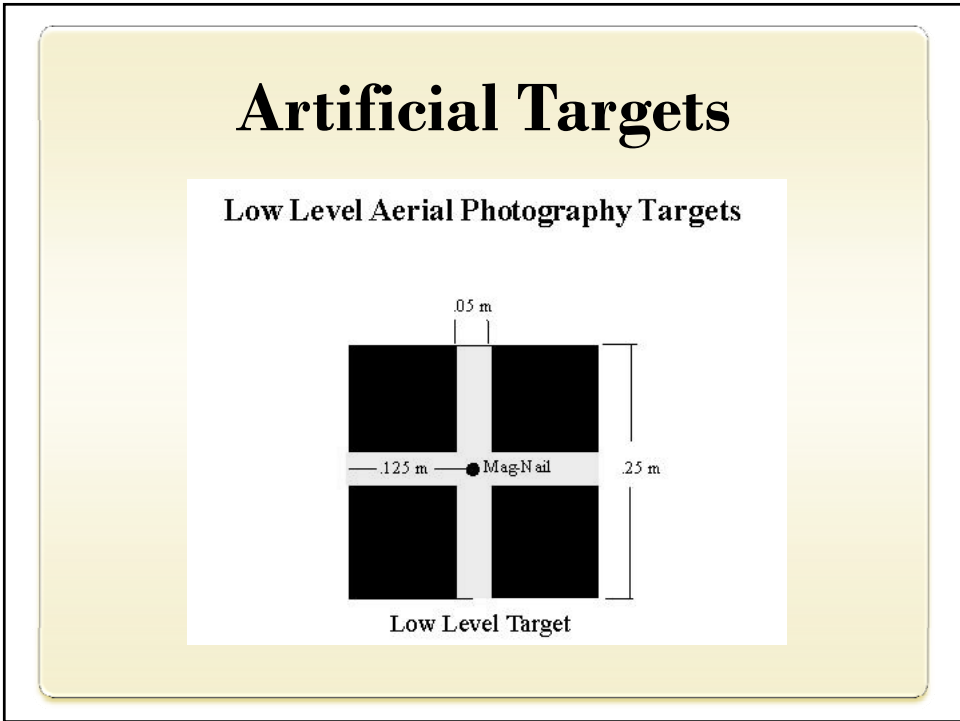 Artificial Targets
Low Level Aerial Photography Targets
.05 m
.125 m
Mag-Nail
.25 m
Low Level Target